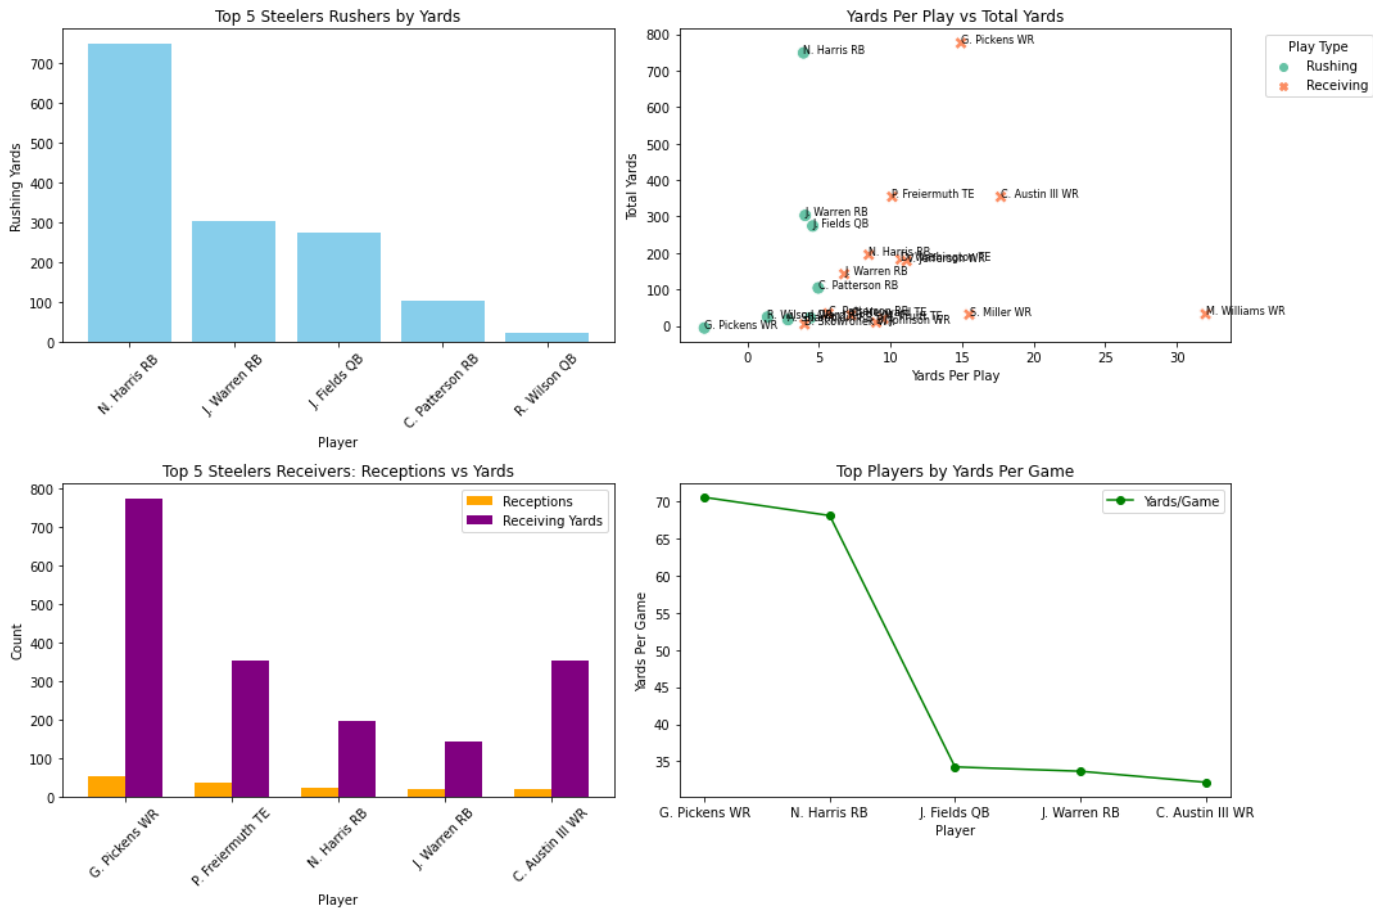 Top 5 Steelers Rushers by Yards
Rushing Yards
700
600
500
400
300
200
100
0
N. Harris RB
J. Warren RB
J. Fields QB
C. Patterson RB
R. Wilson QB
Player
Yards Per Play vs Total Yards
Total Yards
800
700
600
500
400
300
200
100
0
G. Pickens WR
N. Harris RB
P. Freiermuth TE
C. Austin III WR
J. Warren RB
J. Fields QB
N. Harris RB
Jefferson WR
J. Warren RB
C. Patterson RB
C. Patterson RB
S. Miller WR
M. Williams WR
G. Pickens WR
R. Wilson
Johnson WR
0
5
10
15
20
25
30
Yards Per Play
Play Type
Rushing
Receiving
Top 5 Steelers Receivers: Receptions vs Yards
Count
800
700
600
500
400
300
200
100
0
Receptions
Receiving Yards
G. Pickens WR
P. Freiermuth TE
N. Harris RB
J. Warren RB
C. Austin III WR
Player
Top Players by Yards Per Game
Yards Per Game
70
65
60
55
50
45
40
35
Yards/Game
G. Pickens WR
N. Harris RB
J. Fields QB
J. Warren RB
C. Austin III WR
Player